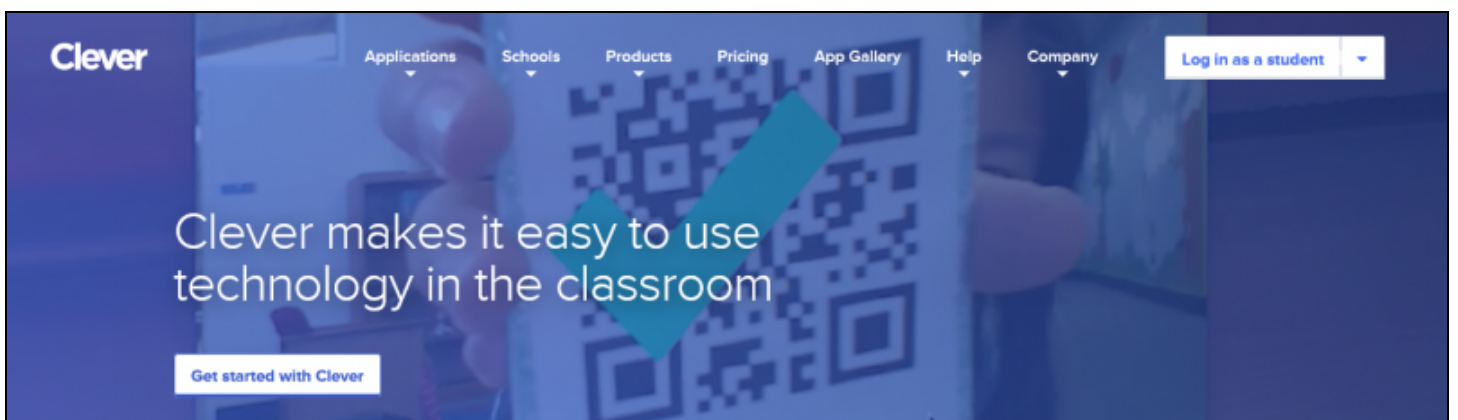 Clever
Applications Schools Products Pricing App Gallery Help Company Log in as a student
Clever makes it easy to use
technology in the classroom
Get started with Clever